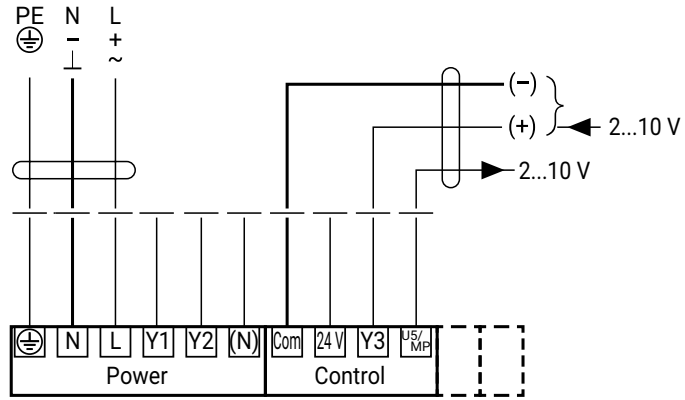 PE N L
− +
~
(−)
(+) 2...10 V
2...10 V
N L Y1 Y2 (N) Com 24 V Y3 U5/MP
Power Control